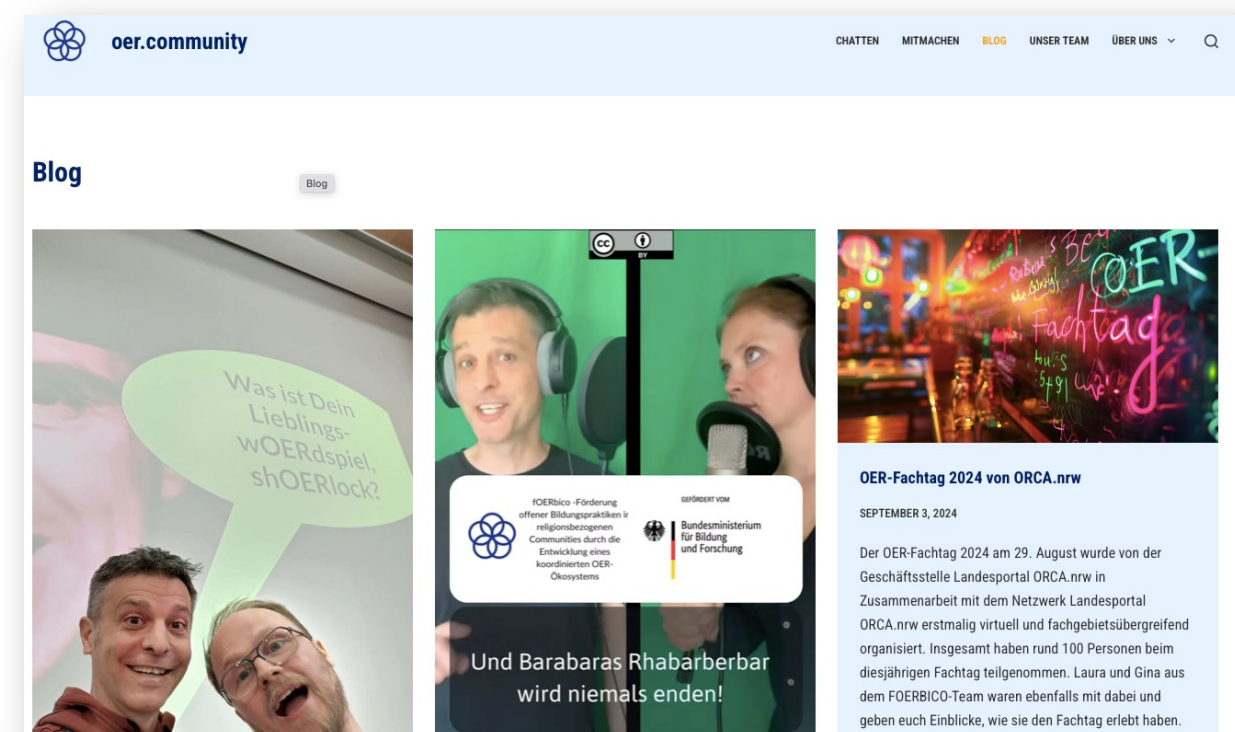 oer.community
CHATTEN MITMACHEN BLOG UNSER TEAM ÜBER UNS
Blog
Blog
Was ist Dein
Lieblings-
wOERdspiel,
shOERlock?
cc
BY
fOERbico -Förderung
offener Bildungspraktiken ir
religionsbezogenen
Communities durch die
Entwicklung eines
koordinierten OER-
Ökosystems
GEFÖRDERT VOM
Bundesministerium
für Bildung
und Forschung
Und Barabaras Rhabarberbar
wird niemals enden!
OER
Fachtag
OER-Fachtag 2024 von ORCA.nrw
SEPTEMBER 3, 2024
Der OER-Fachtag 2024 am 29. August wurde von der
Geschäftsstelle Landesportal ORCA.nrw in
Zusammenarbeit mit dem Netzwerk Landesportal
ORCA.nrw erstmalig virtuell und fachgebietsübergreifend
organisiert. Insgesamt haben rund 100 Personen beim
diesjährigen Fachtag teilgenommen. Laura und Gina aus
dem FOERBICO-Team waren ebenfalls mit dabei und
geben euch Einblicke, wie sie den Fachtag erlebt haben.